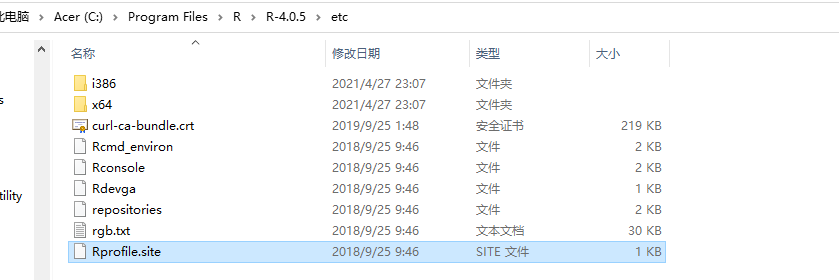 电脑 › Acer (C:) › Program Files › R › R-4.0.5 › etc
名称 修改日期 类型 大小
i386 2021/4/27 23:07 文件夹
x64 2021/4/27 23:07 文件夹
s
curl-ca-bundle.crt 2019/9/25 1:48 安全证书 219 KB
Rcmd_environ 2018/9/25 9:46 文件 2 KB
Rconsole 2018/9/25 9:46 文件 2 KB
Rdevga 2018/9/25 9:46 文件 1 KB
tility
repositories 2018/9/25 9:46 文件 2 KB
rgb.txt 2018/9/25 9:46 文本文档 30 KB
Rprofile.site 2018/9/25 9:46 SITE 文件 1 KB